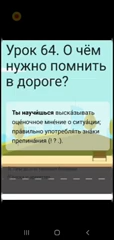 Урок 64. О чём
нужно помнить
в дороге?
Ты научишься высказывать
оценочное мнение о ситуации;
правильно употреблять знаки
препинания (! ? .).